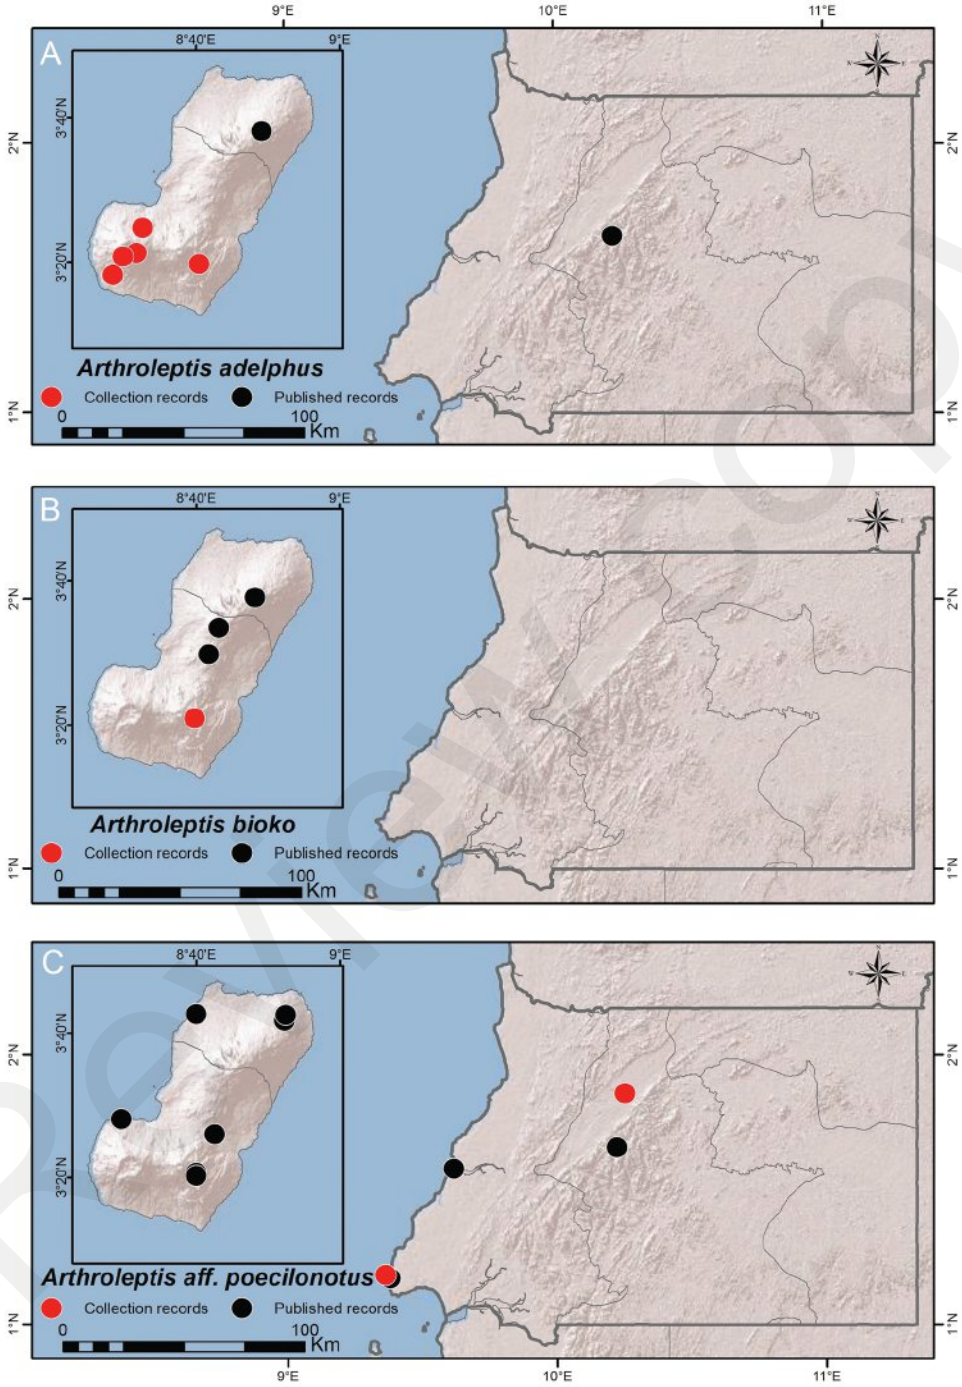 9°E 10°E 11°E
A
8°40'E 9°E
3°40'N
3°20'N
2°N
1°N
2°N
1°N
N
W E
S
Arthroleptis adelphus
Collection records Published records
0 100
Km
B
8°40'E 9°E
3°40'N
3°20'N
2°N
1°N
2°N
1°N
N
W E
S
Arthroleptis bioko
Collection records Published records
0 100
Km
C
8°40'E 9°E
3°40'N
3°20'N
2°N
1°N
2°N
1°N
N
W E
S
Arthroleptis aff. poecilonotus
Collection records Published records
0 100
Km
9°E 10°E 11°E
Review copy